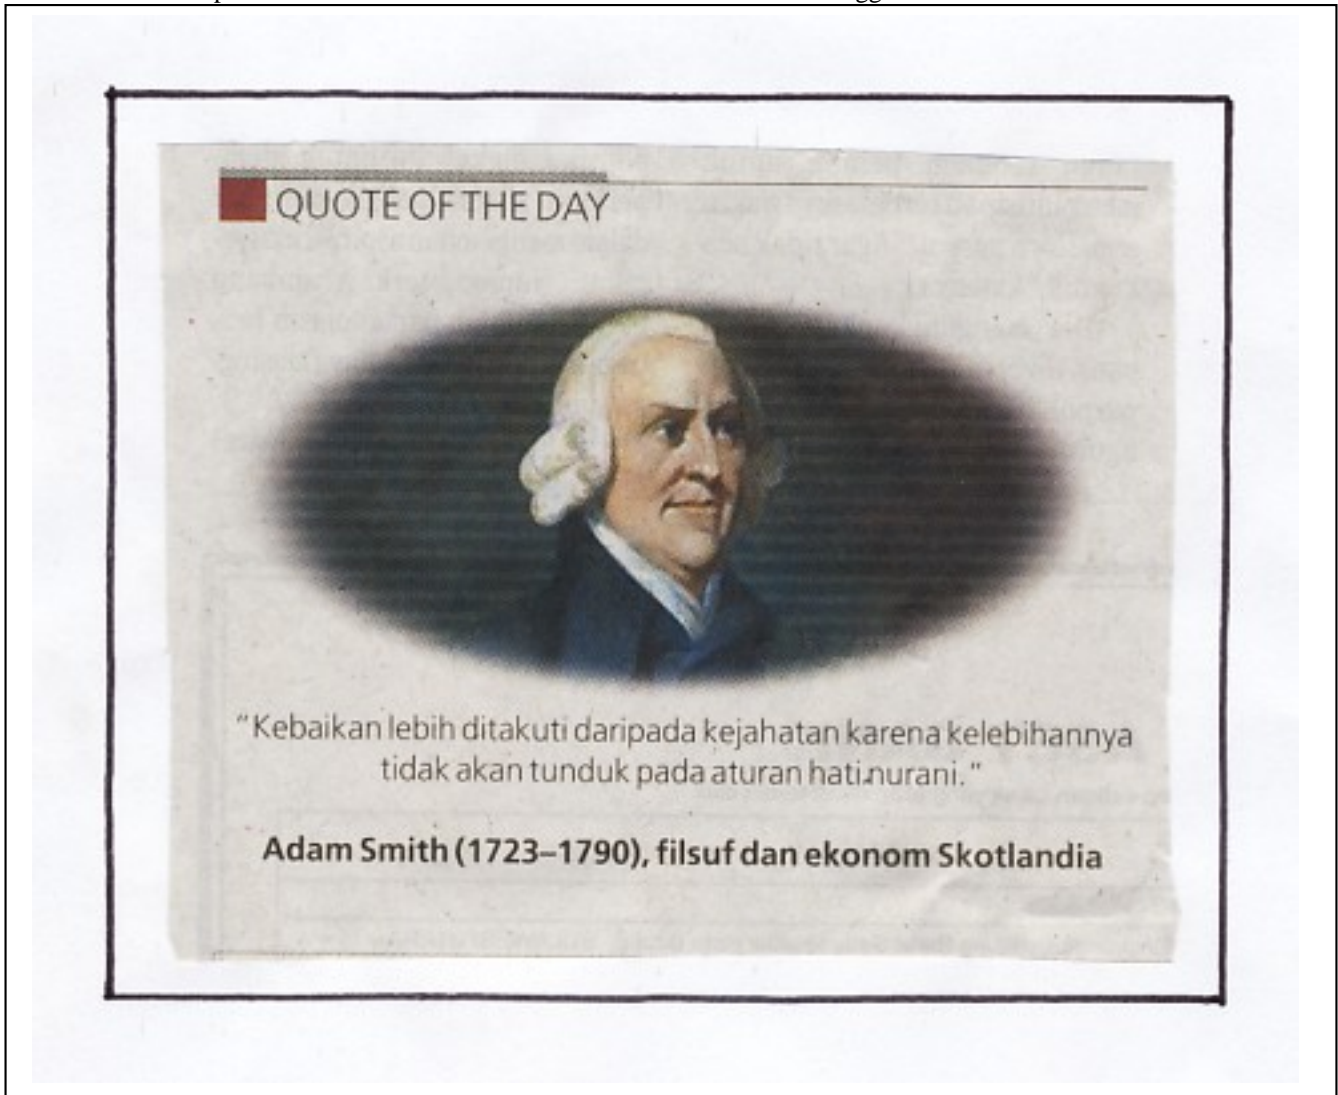 QUOTE OF THE DAY
"Kebaikan lebih ditakuti daripada kejahatan karena kelebihannya
tidak akan tunduk pada aturan hati nurani."
Adam Smith (1723–1790), filsuf dan ekonom Skotlandia